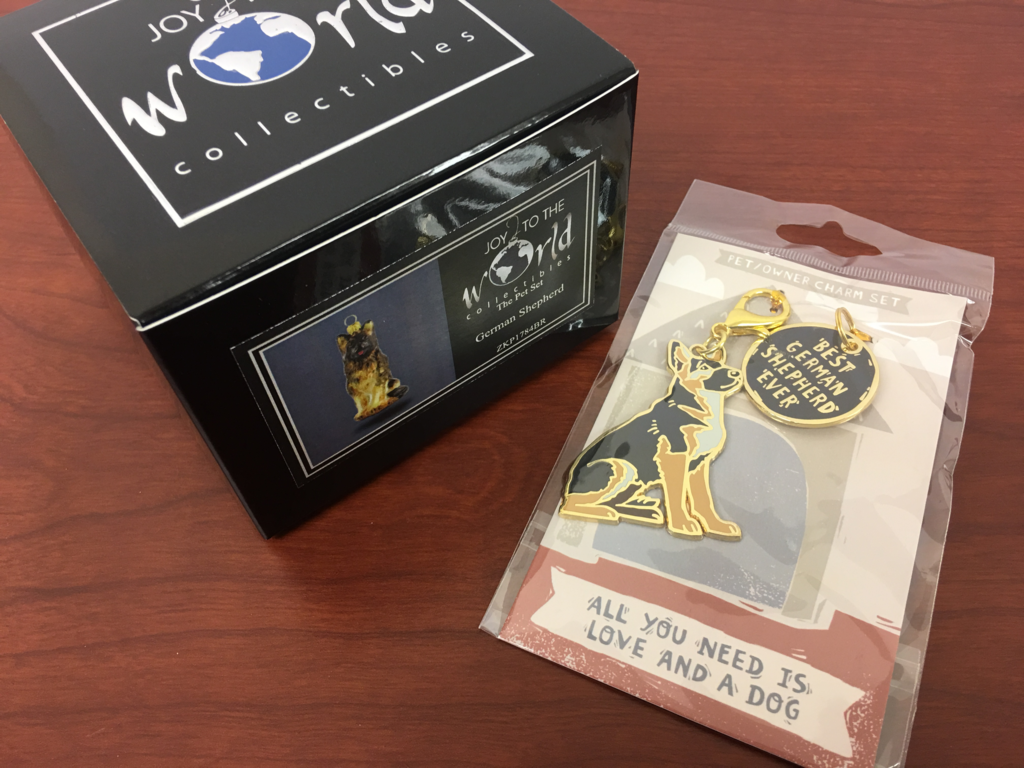 JOY TO
world
collectibles
JOY TO THE
world
collectibles
The Pet Set
German Shepherd
ZKP1784BR
PET/OWNER CHARM SET
BEST
GERMAN
SHEPHERD
EVER
ALL YOU NEED IS
LOVE AND A DOG